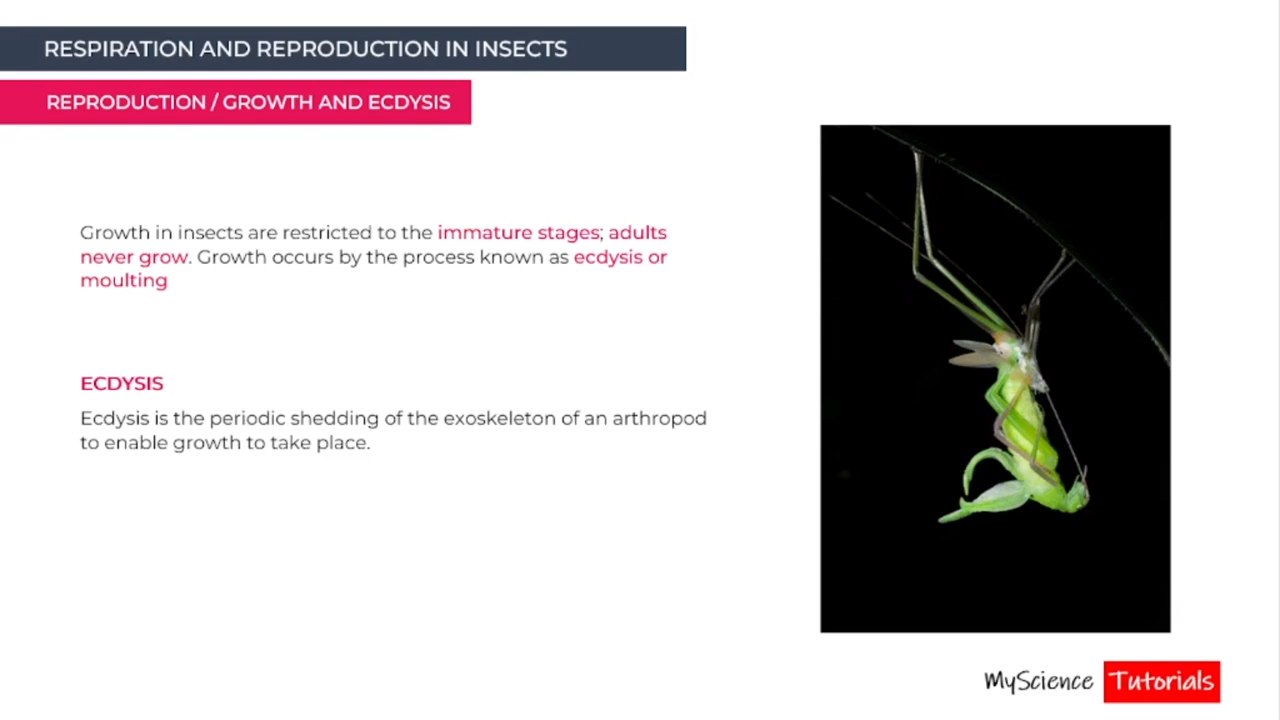 RESPIRATION AND REPRODUCTION IN INSECTS
REPRODUCTION / GROWTH AND ECDYSIS
Growth in insects are restricted to the immature stages; adults
never grow. Growth occurs by the process known as ecdysis or
moulting
ECDYSIS
Ecdysis is the periodic shedding of the exoskeleton of an arthropod
to enable growth to take place.
MyScience Tutorials